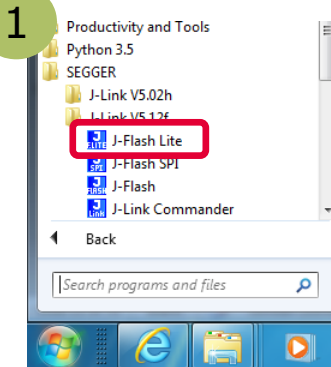 1
Productivity and Tools
Python 3.5
SEGGER
J-Link V5.02h
J-Link V5.12f
J-Flash Lite
J-Flash SPI
J-Flash
J-Link Commander
Back
Search programs and files